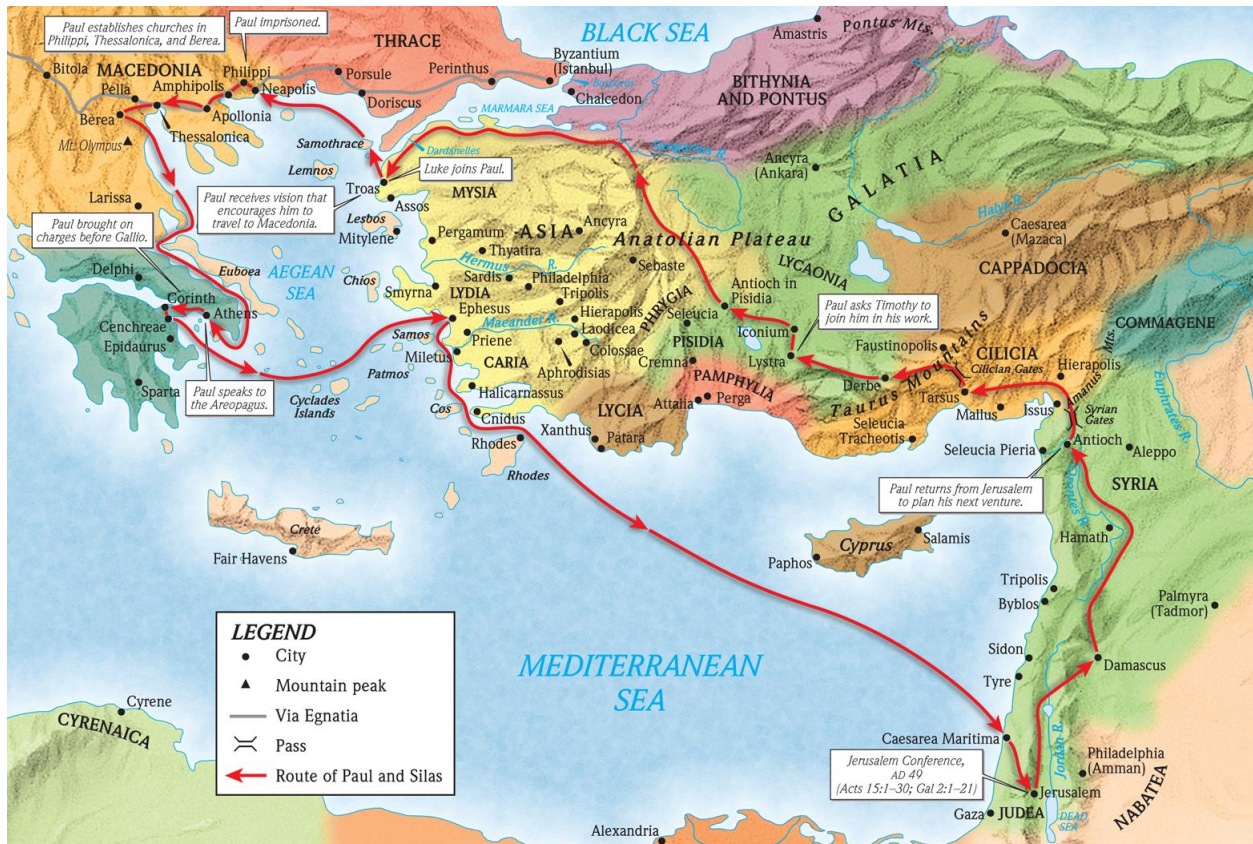 Paul establishes churches in
Philippi, Thessalonica, and Berea.
Paul imprisoned.
BLACK SEA
Amastris
Pontus Mts.
THRACE
Byzantium
(Istanbul)
Bosporus
Chalcedon
Perinthus
Porsule
Doriscus
BITHYNIA
AND PONTUS
Bitola
MACEDONIA
Philippi
Pella
Amphipolis
Neapolis
Berea
Apollonia
Thessalonica
Mt. Olympus
MARMARA SEA
Samothrace
Dardanelles
Sangarius R.
Ancyra
(Ankara)
GALATIA
Lemnos
Luke joins Paul.
Troas
MYSIA
Larissa
Paul receives vision that
encourages him to
travel to Macedonia.
Assos
Halys R.
Paul brought on
charges before Gallio.
Lesbos
Mitylene
Pergamum
ASIA
Ancyra
Anatolian Plateau
Caesarea
(Mazaca)
Thyatira
Sebaste
Delphi
Euboea
AEGEAN
SEA
Hermus R.
LYCAONIA
CAPPADOCIA
Chios
Sardis
Philadelphia
Smyrna
LYDIA
Tripolis
PHRYGIA
Antioch in
Pisidia
Corinth
Athens
Ephesus
Hierapolis
Seleucia
Paul asks Timothy to
join him in his work.
COMMAGENE
Cenchreae
Samos
Maeander R.
Priene
Laodicea
PISIDIA
Iconium
Epidaurus
Miletus
Colossae
Faustinopolis
CILICIA
Cilician Gates
Hierapolis
Patmos
CARIA
Aphrodisias
Cremna
Lystra
Sparta
Paul speaks to
the Areopagus.
Cyclades
Islands
Halicarnassus
PAMPHYLIA
Derbe
Taurus Mountains
Tarsus
Amanus Mts.
Euphrates R.
Cos
Attalia
Perga
Mallus
Issus
Syrian
Gates
Cnidus
LYCIA
Seleucia
Tracheotis
Rhodes
Xanthus
Patara
Seleucia Pieria
Antioch
Aleppo
Rhodes
Paul returns from Jerusalem
to plan his next venture.
Orontes R.
SYRIA
Crete
Fair Havens
Cyprus
Salamis
Hamath
Paphos
Tripolis
Byblos
Palmyra
(Tadmor)
LEGEND
City
Mountain peak
Via Egnatia
Pass
Route of Paul and Silas
MEDITERRANEAN
SEA
Sidon
Damascus
Tyre
Cyrene
CYRENAICA
Caesarea Maritima
Jordan R.
Philadelphia
(Amman)
Jerusalem Conference,
AD 49
(Acts 15:1–30; Gal 2:1–21)
Jerusalem
Gaza
JUDEA
DEAD
SEA
NABATEA
Alexandria